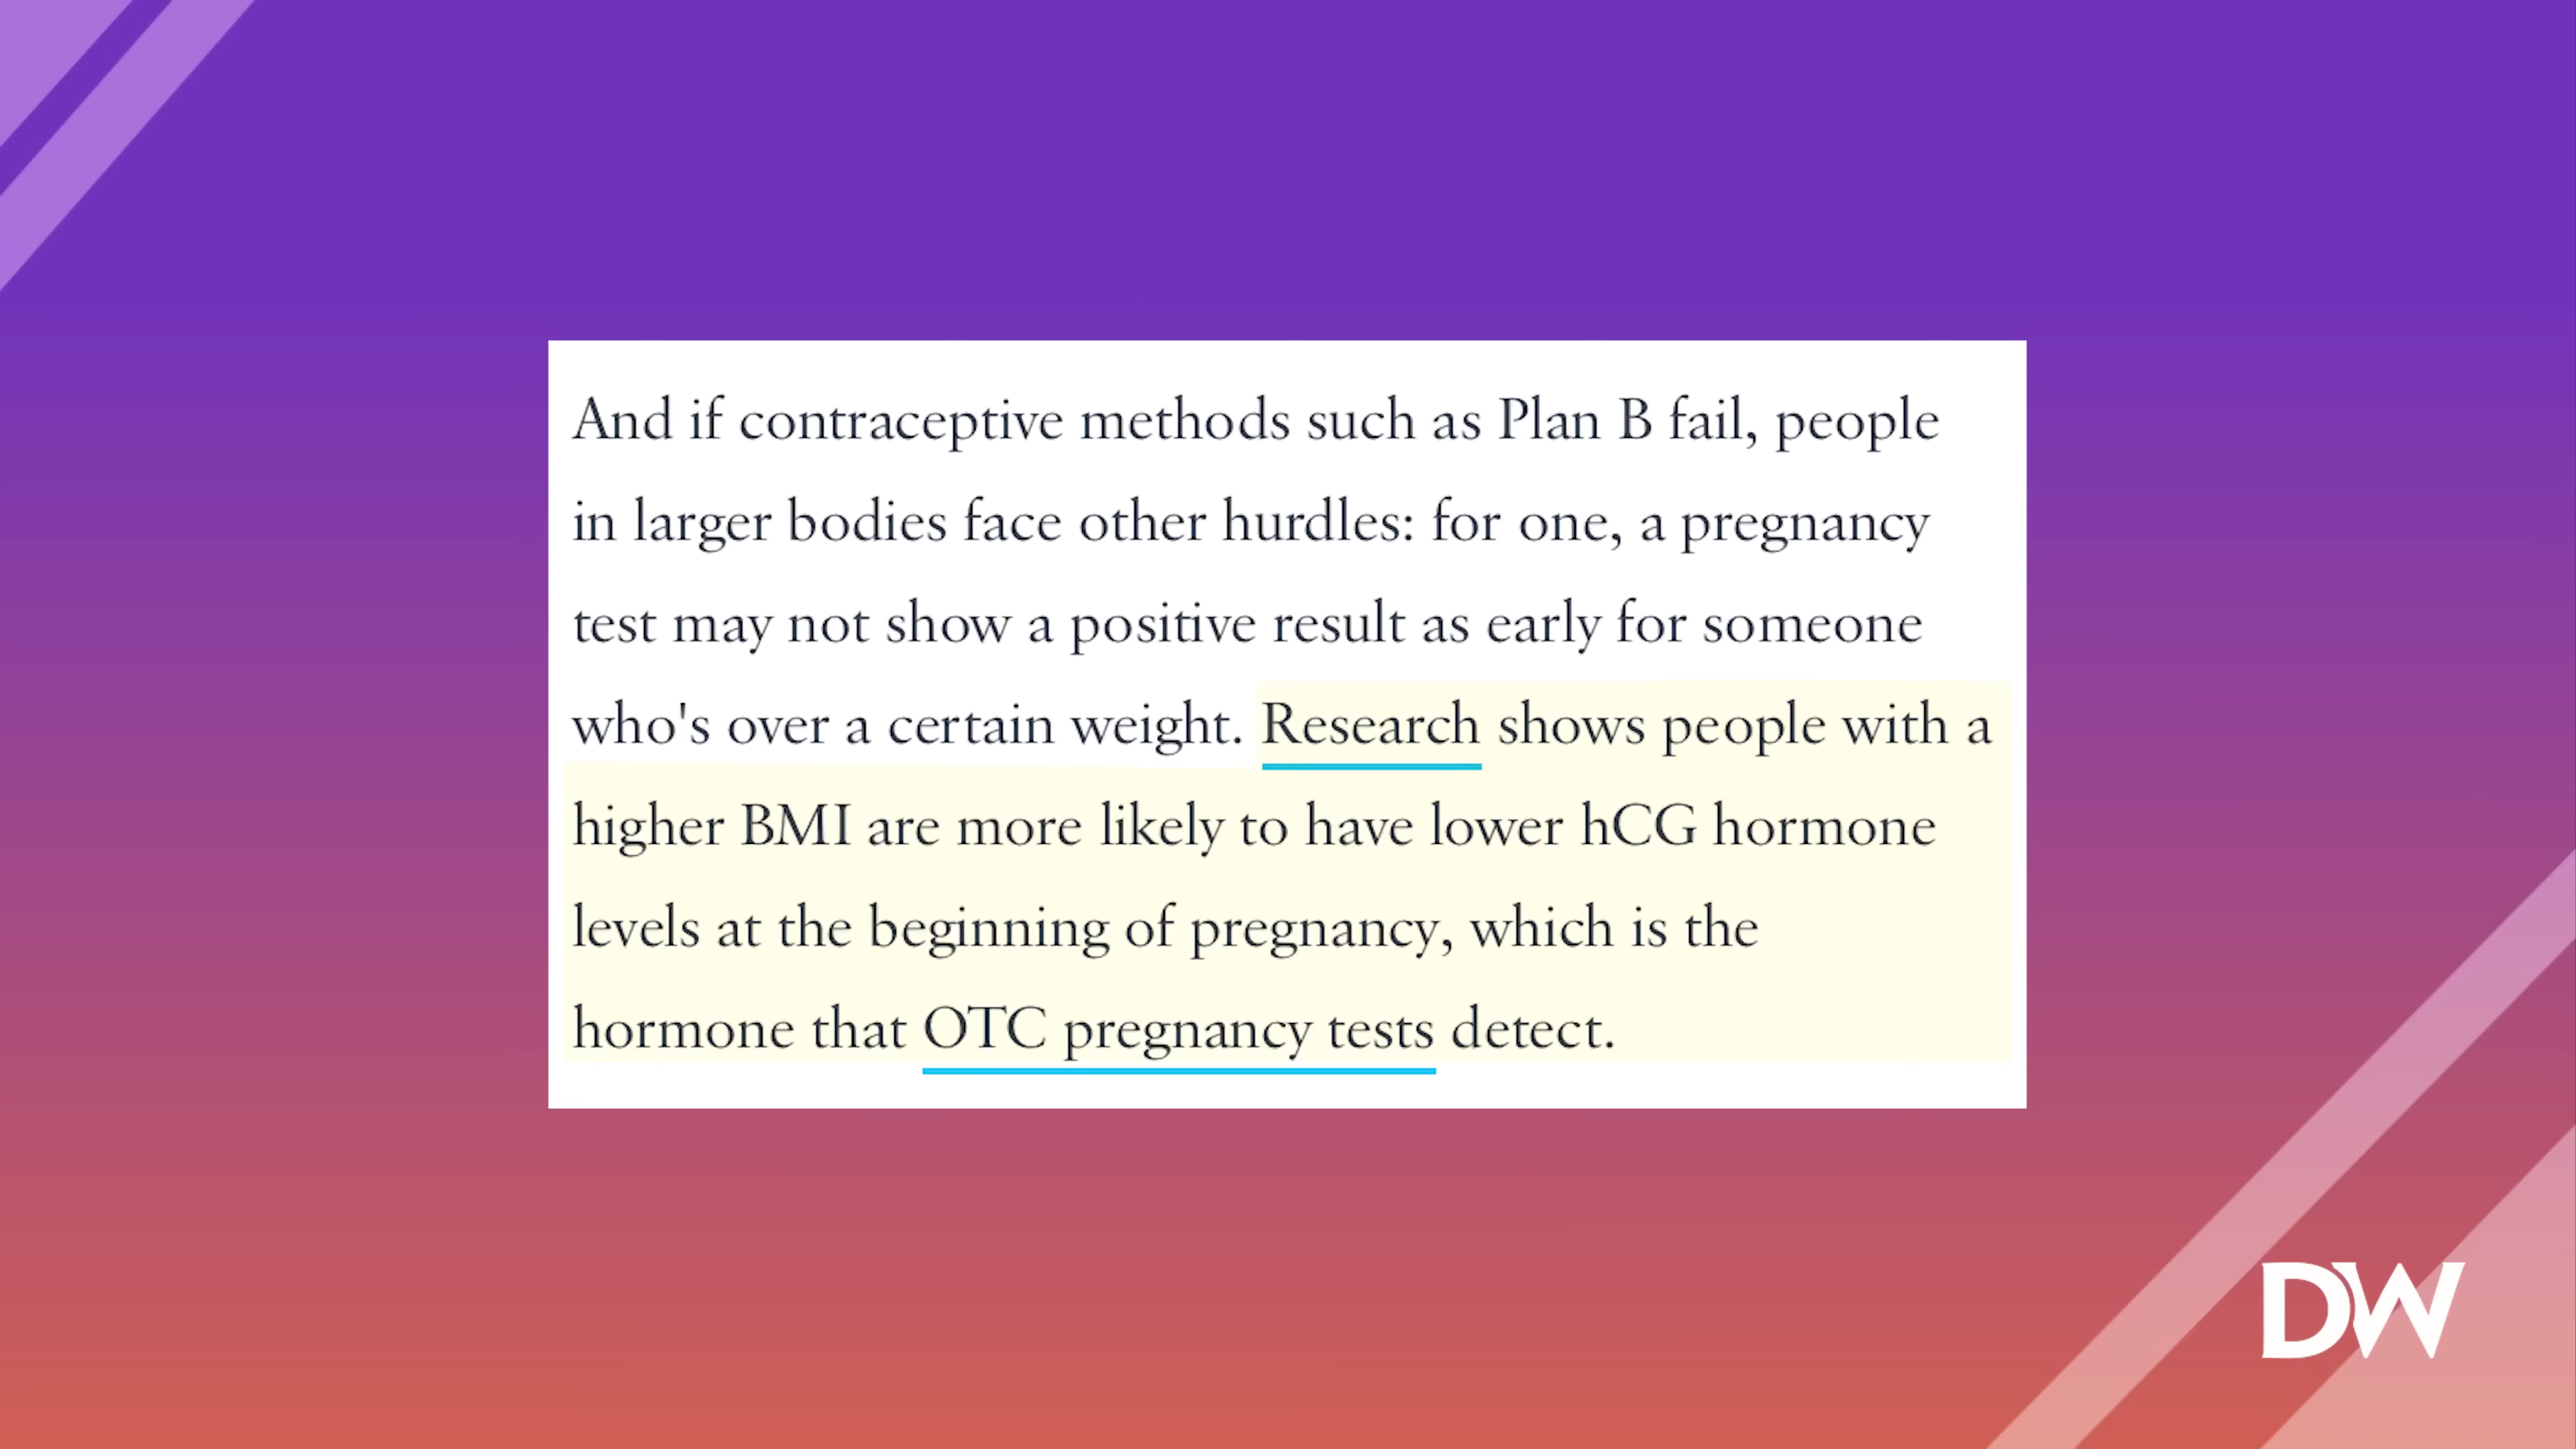 And if contraceptive methods such as Plan B fail, people
in larger bodies face other hurdles: for one, a pregnancy
test may not show a positive result as early for someone
who's over a certain weight. Research shows people with a
higher BMI are more likely to have lower hCG hormone
levels at the beginning of pregnancy, which is the
hormone that OTC pregnancy tests detect.
DW